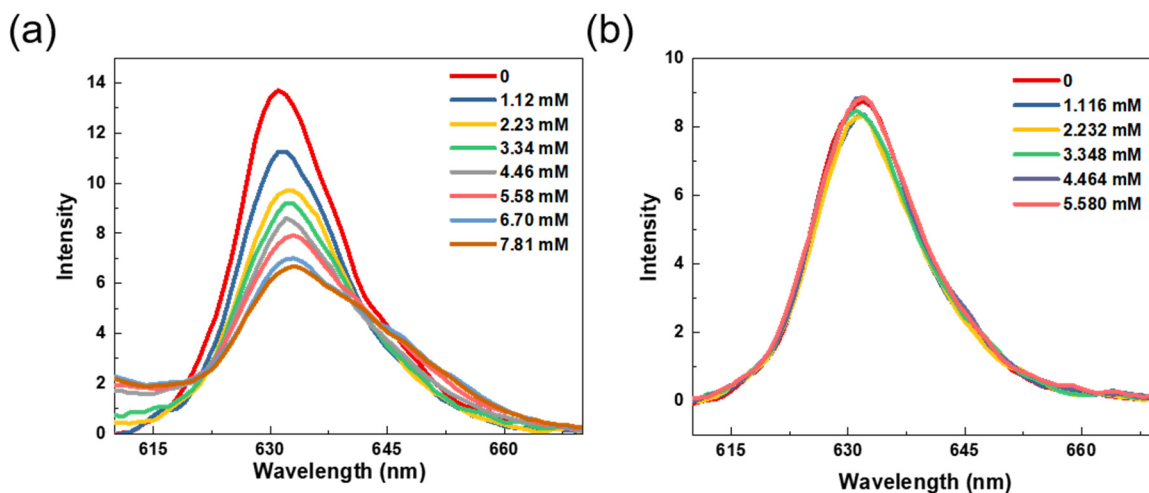 (a)
(b)
14
12
10
8
6
4
2
0
615
630
645
660
Intensity
Wavelength (nm)
0
1.12 mM
2.23 mM
3.34 mM
4.46 mM
5.58 mM
6.70 mM
7.81 mM
10
8
6
4
2
0
615
630
645
660
Intensity
Wavelength (nm)
0
1.116 mM
2.232 mM
3.348 mM
4.464 mM
5.580 mM